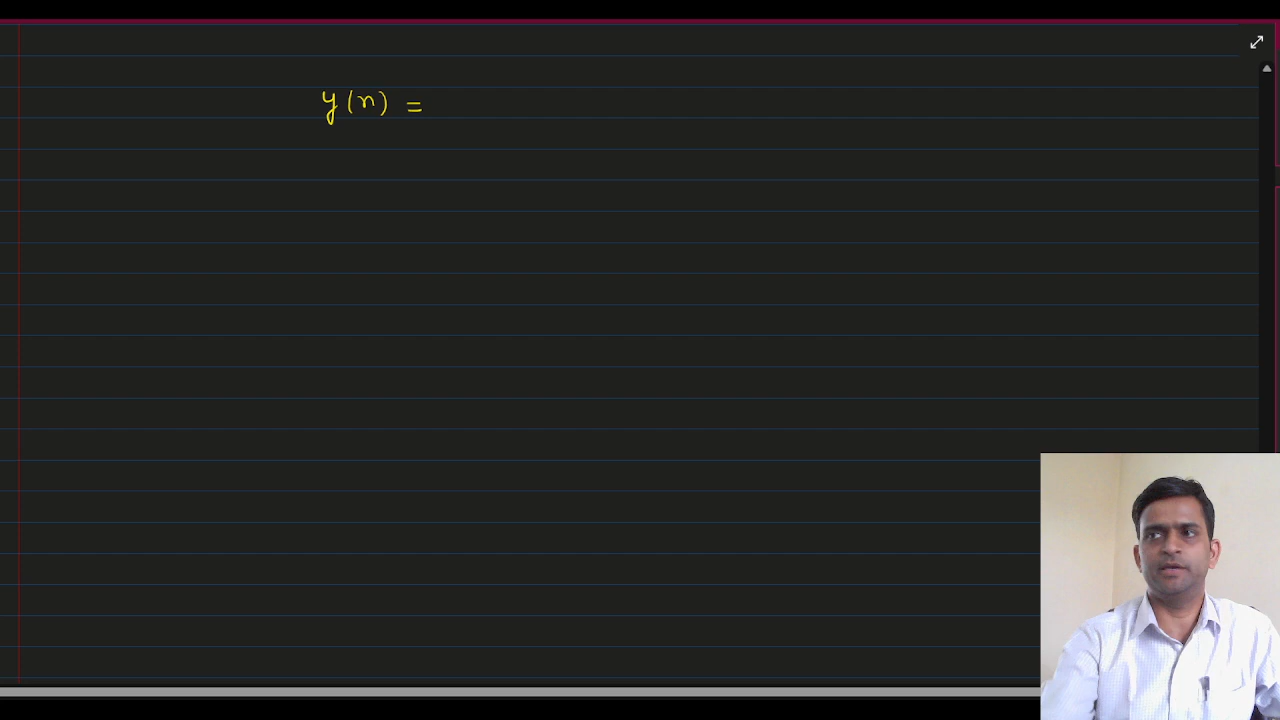 y(n) =